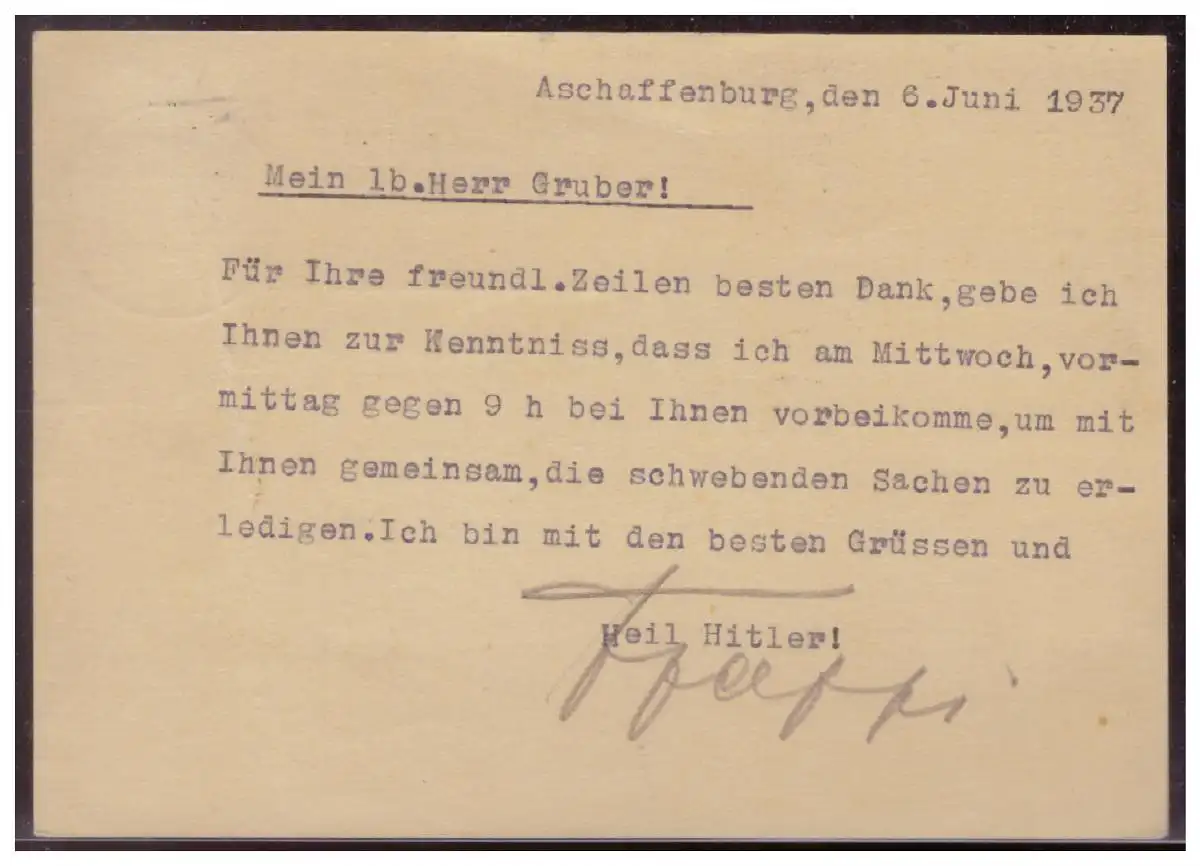 Aschaffenburg,den 6.Juni 1937
Mein lb.Herr Gruber!
Für Ihre freundl.Zeilen besten Dank,gebe ich
Ihnen zur Kenntniss,dass ich am Mittwoch,vor-
mittag gegen 9 h bei Ihnen vorbeikomme,um mit
Ihnen gemeinsam,die schwebenden Sachen zu er-
ledigen.Ich bin mit den besten Grüssen und
Heil Hitler!